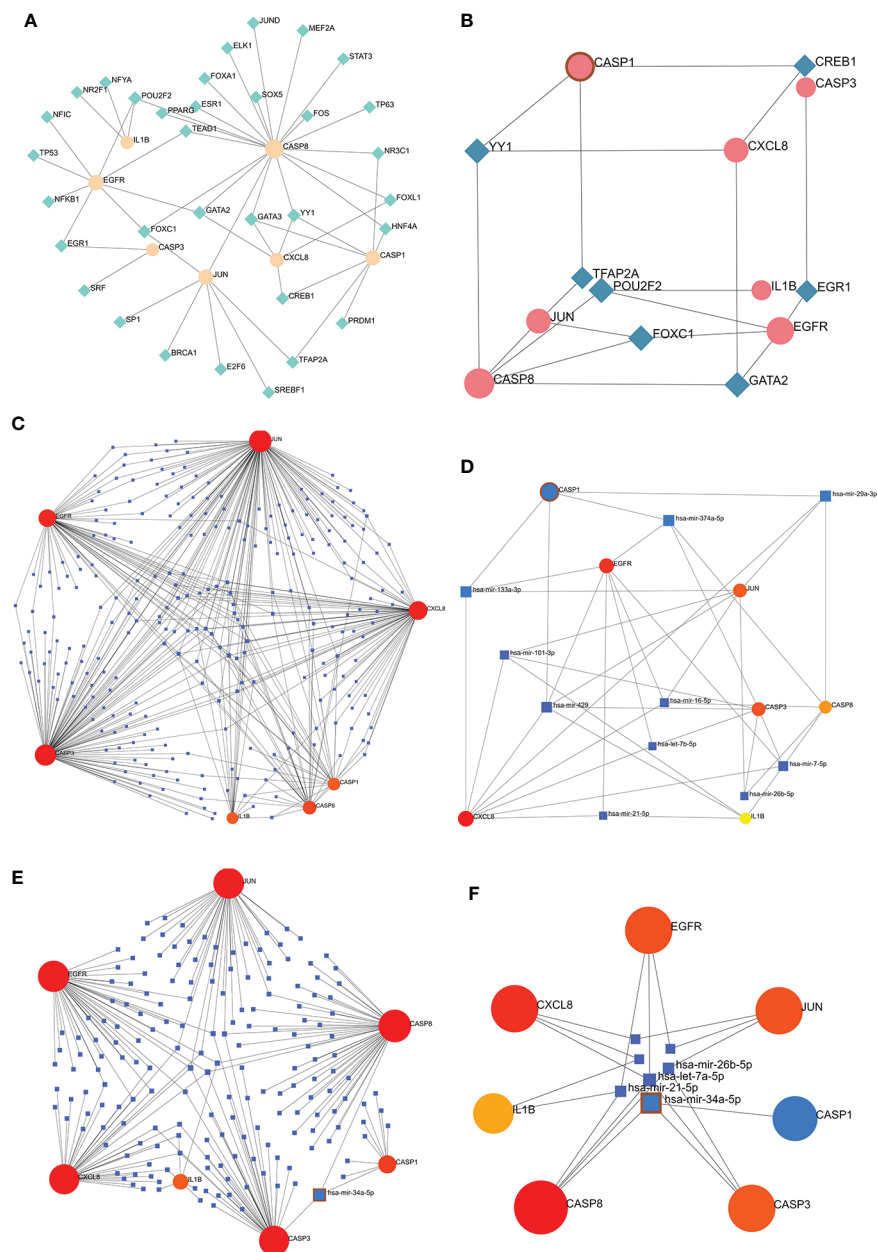 A
JUND
MEF2A
ELK1
STAT3
FOXA1
NFYA
NR2F1
POU2F2
SOX5
PPARG
ESR1
TP63
NFIC
FOS
TEAD1
IL1B
CASP8
TP53
NR3C1
EGFR
NFKB1
FOXL1
GATA2
GATA3
YY1
HNF4A
FOXC1
EGR1
CASP3
CXCL8
CASP1
JUN
SRF
CREB1
SP1
PRDM1
BRCA1
TFAP2A
E2F6
SREBF1
B
CASP1
CREB1
CASP3
YY1
CXCL8
TFAP2A
POU2F2
IL1B
EGR1
JUN
FOXC1
EGFR
CASP8
GATA2
C
JUN
EGFR
CXCL8
CASP3
CASP1
CASP8
IL1B
D
CASP1
hsa-mir-29a-3p
hsa-mir-374a-5p
EGFR
hsa-mir-133a-3p
JUN
hsa-mir-101-3p
hsa-mir-16-5p
hsa-mir-429
CASP3
CASP8
hsa-let-7b-5p
hsa-mir-7-5p
hsa-mir-26b-5p
CXCL8
hsa-mir-21-5p
IL1B
E
JUN
EGFR
CASP8
CASP1
CXCL8
IL1B
hsa-mir-34a-5p
CASP3
F
EGFR
CXCL8
JUN
hsa-mir-26b-5p
hsa-let-7a-5p
hsa-mir-21-5p
hsa-mir-34a-5p
IL1B
CASP1
CASP8
CASP3